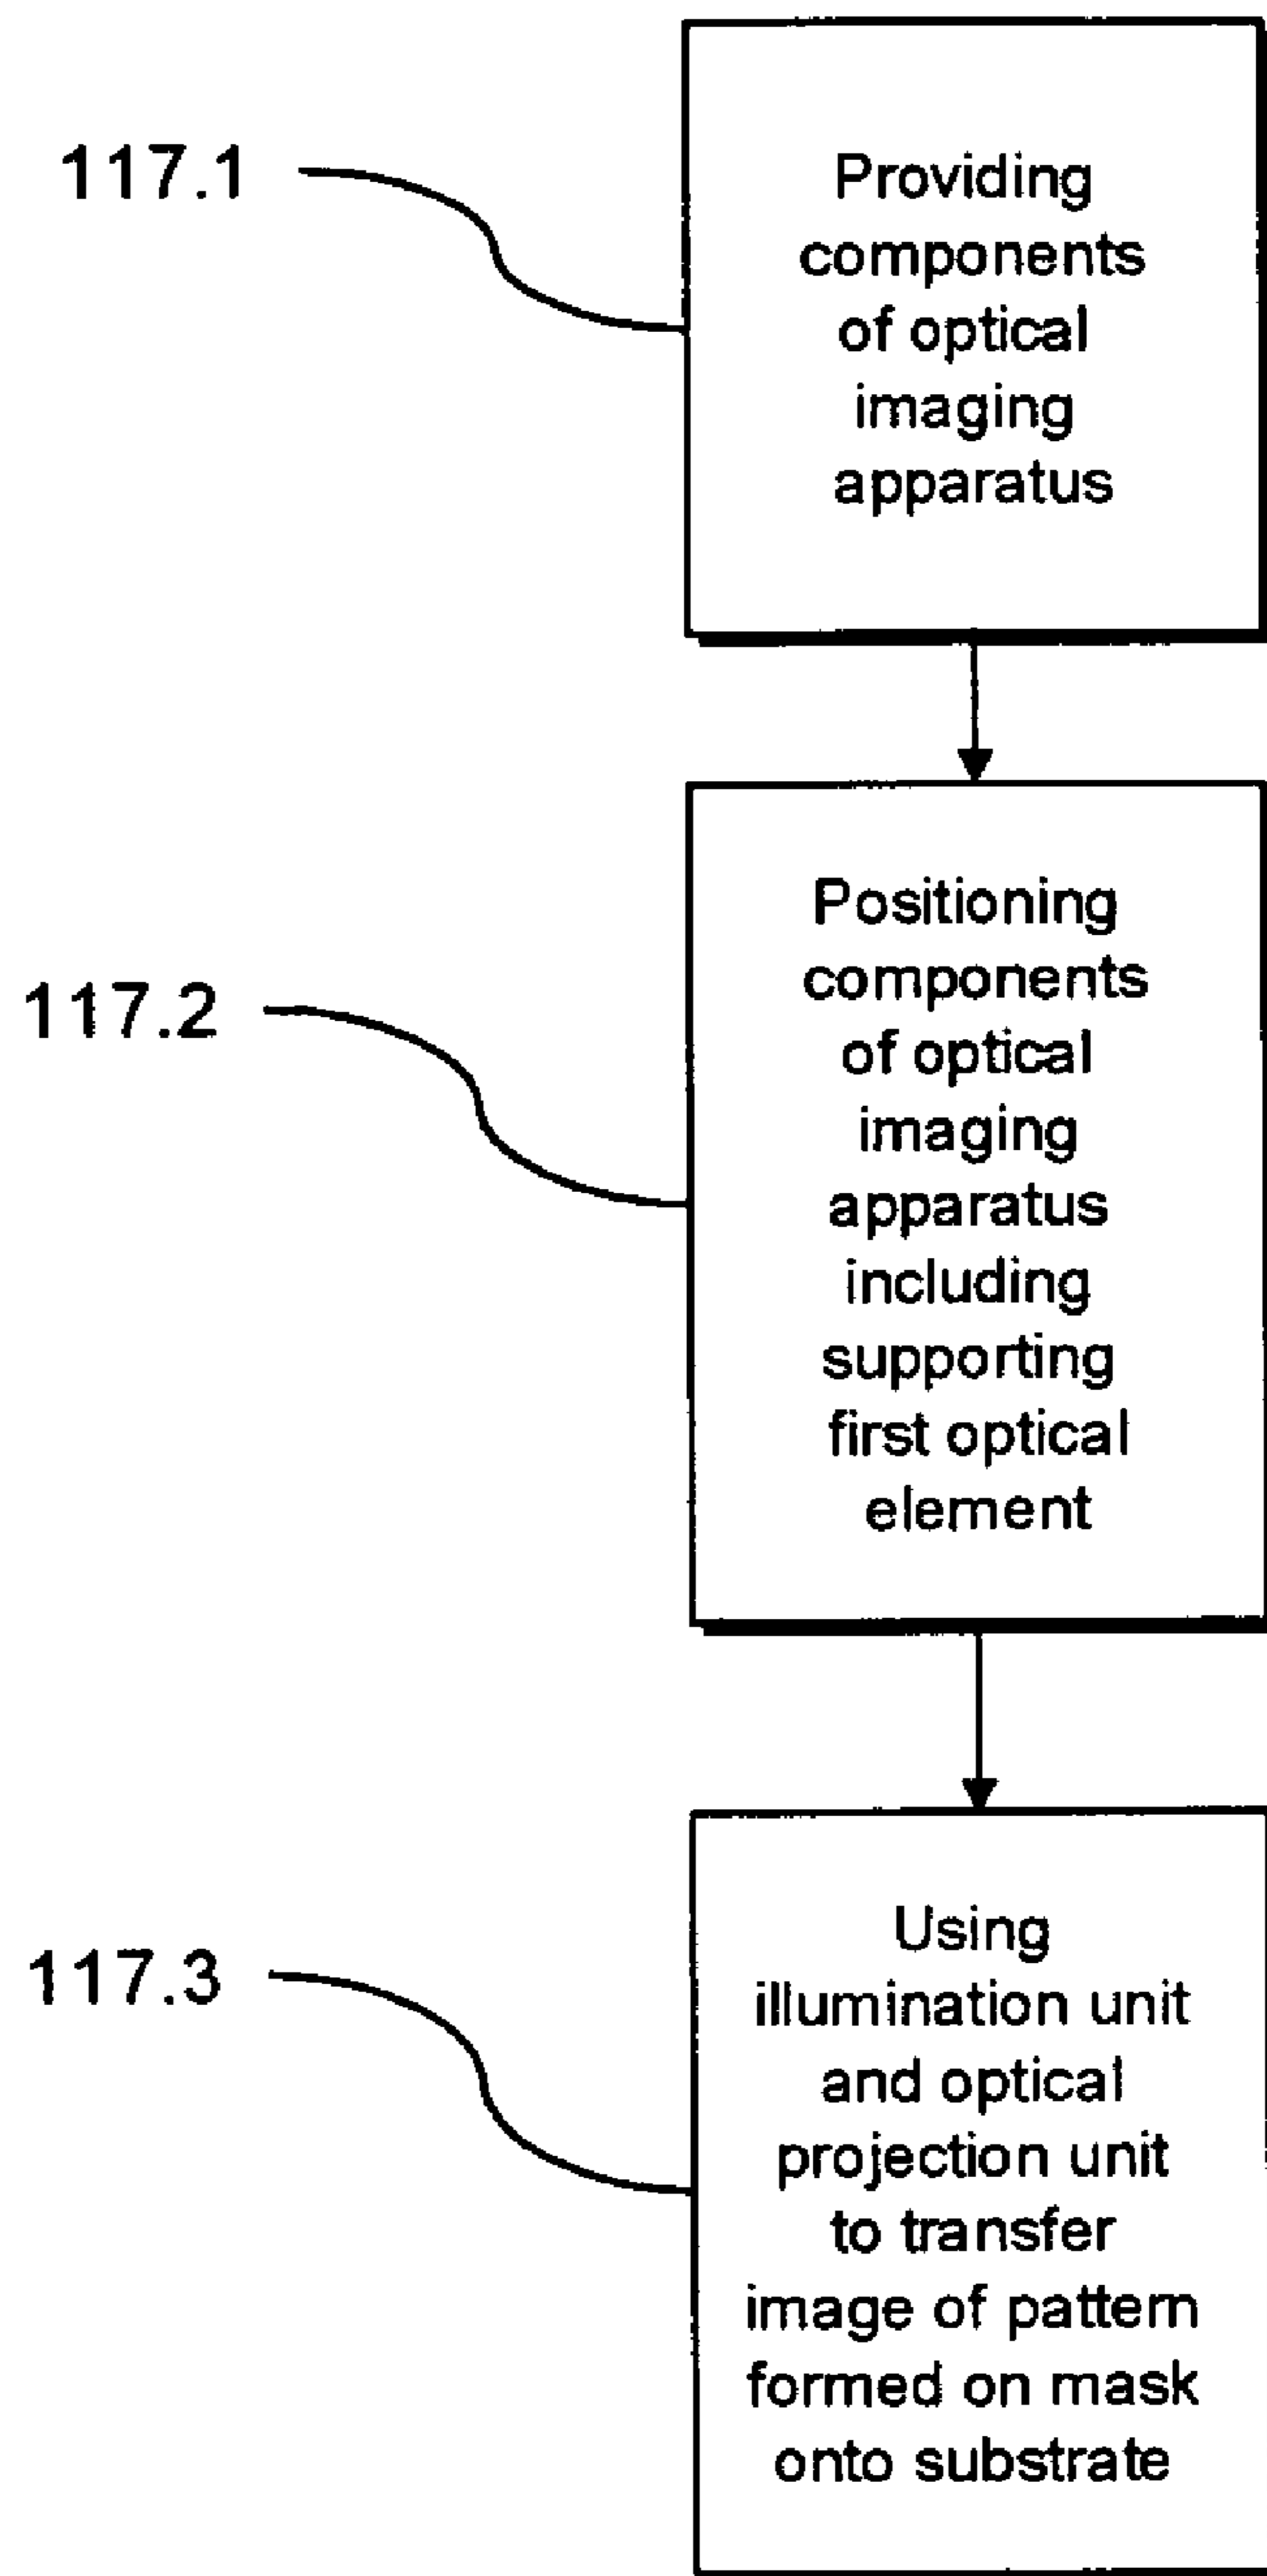 117.1
Providing
components
of optical
imaging
apparatus
117.2
Positioning
components
of optical
imaging
apparatus
including
supporting
first optical
element
117.3
Using
illumination unit
and optical
projection unit
to transfer
image of pattern
formed on mask
onto substrate